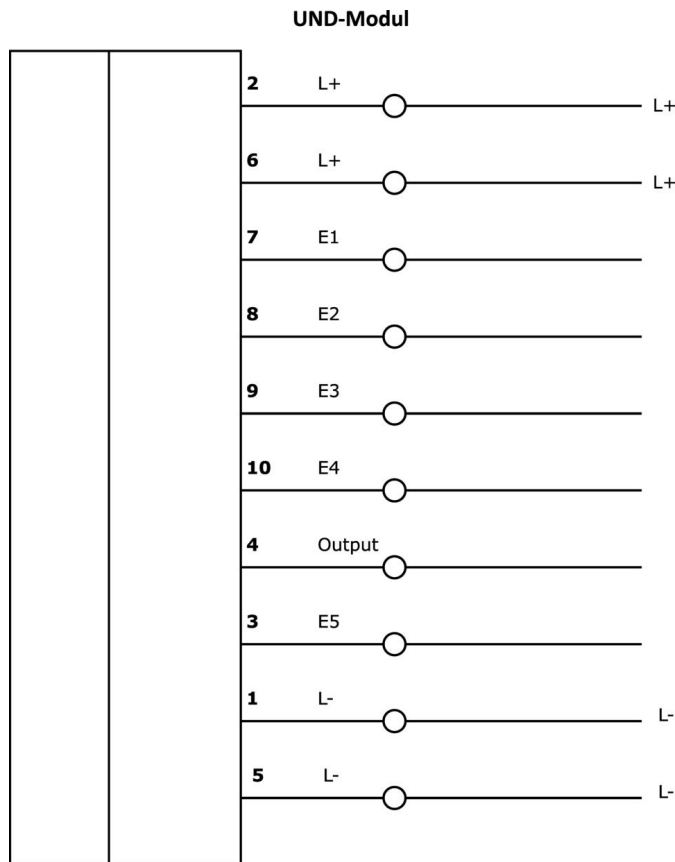 UND-Modul
2 L+
L+
6 L+
L+
7 E1
8 E2
9 E3
10 E4
4 Output
3 E5
1 L-
L-
5 L-
L-